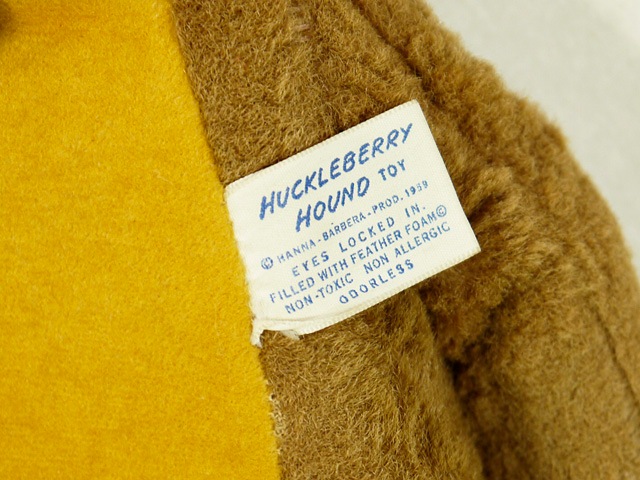 HUCKLEBERRY
HOUND TOY
© HANNA-BARBERA-PROD. 1959
EYES LOCKED IN.
FILLED WITH FEATHER FOAM©
NON-TOXIC NON ALLERGIC
ODORLESS